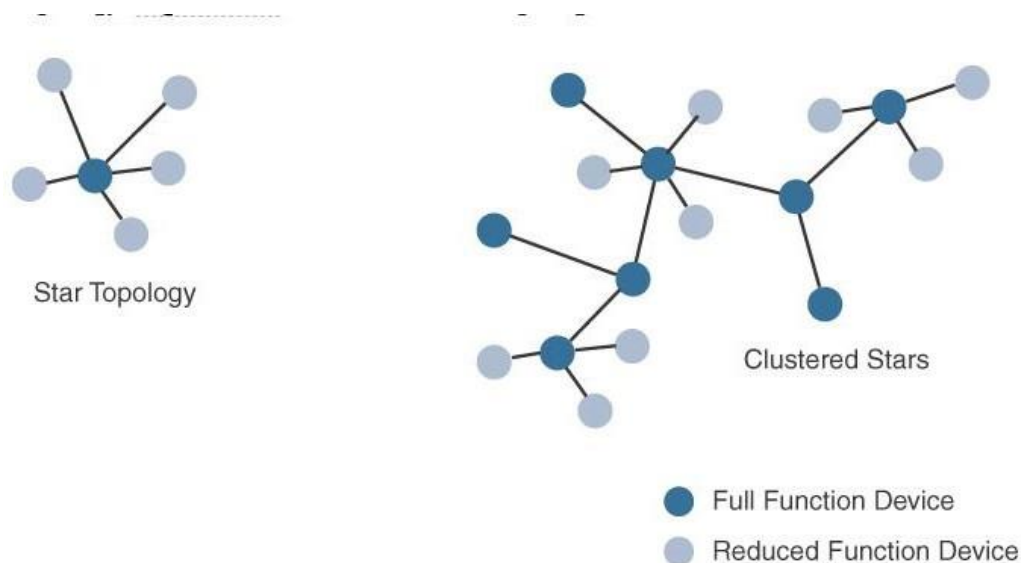 Star Topology
Clustered Stars
Full Function Device
Reduced Function Device